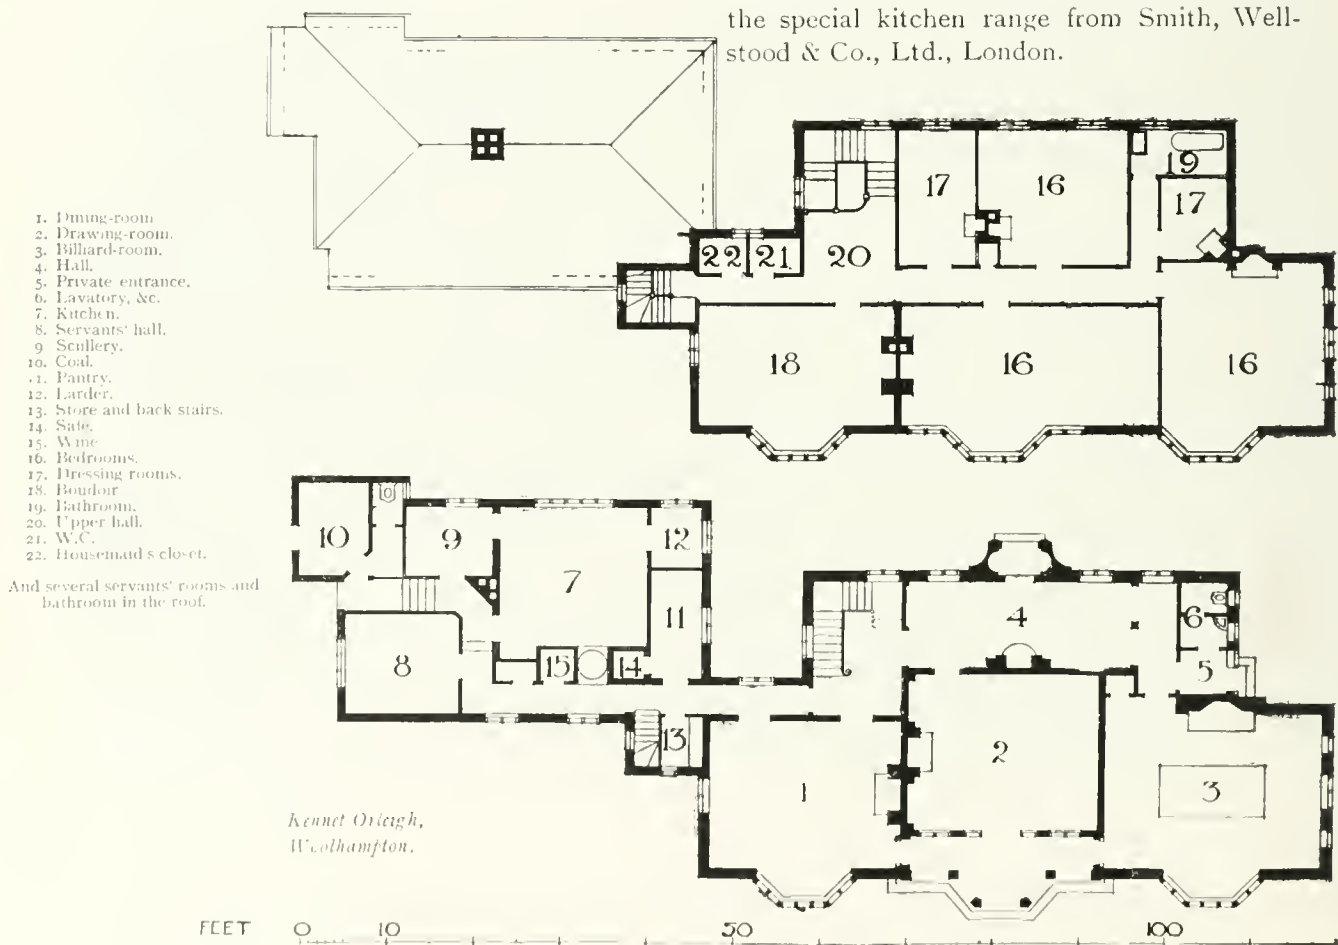 the special kitchen range from Smith, Well-
stood & Co., Ltd., London.
1. Dining-room
2. Drawing-room.
3. Billiard-room.
4. Hall.
5. Private entrance.
6. Lavatory, &c.
7. Kitchen.
8. Servants' hall.
9 Scullery.
10. Coal.
11. Pantry.
12. Larder.
13. Store and back stairs.
14. Safe.
15. Wine
16. Bedrooms.
17. Dressing rooms.
18. Boudoir
19. Bathroom.
20. Upper hall.
21. W.C.
22. Housemaid's closet.
And several servants' rooms and
bathroom in the roof.
17 16 19
17
22 21 20
18 16 16
10 9 7 12
11
8 15 14
13
4 6
5
1 2 3
Kennet Orleigh,
Woolhampton.
FEET 0 10 50 100